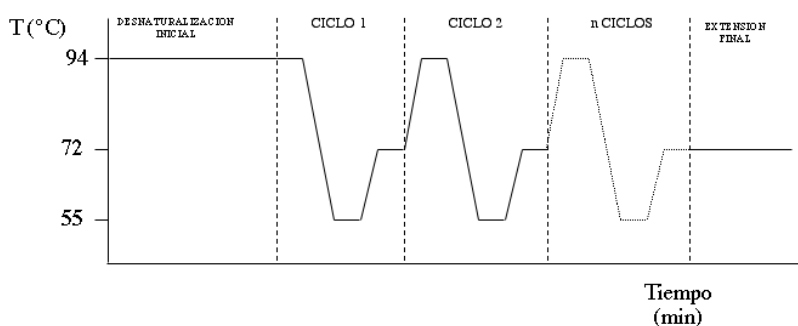 T (°C)
DESNATURALIZACION
INICIAL
CICLO 1
CICLO 2
n CICLOS
EXTENSION
FINAL
94
72
55
Tiempo
(min)